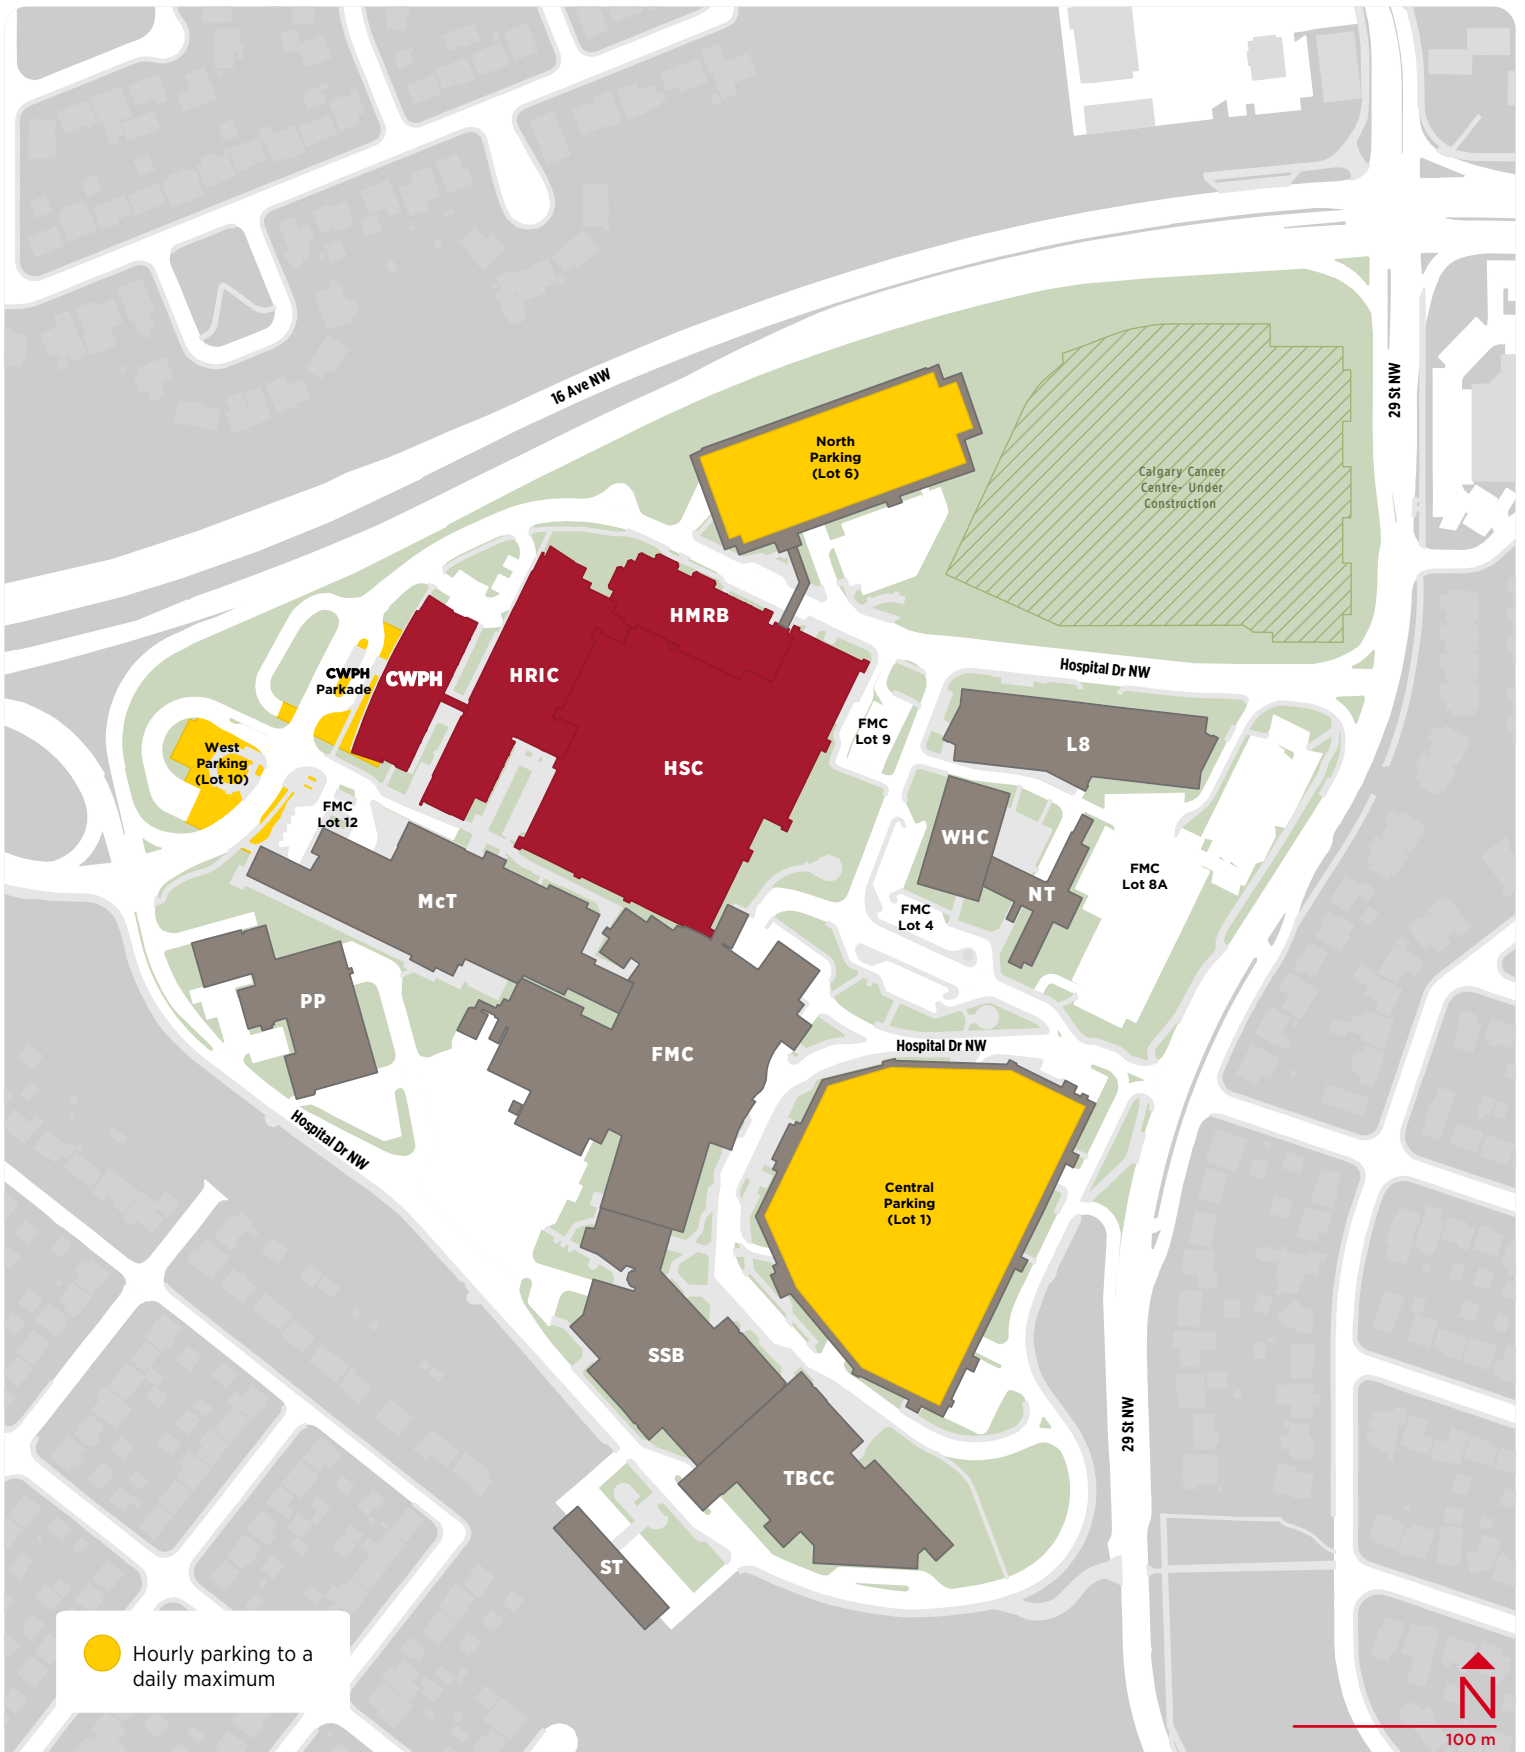 16 Ave NW
29 St NW
North
Parking
(Lot 6)
Calgary Cancer
Centre- Under
Construction
HMRB
HRIC
CWPH
CWPH
Parkade
Hospital Dr NW
West
Parking
(Lot 10)
FMC
Lot 9
L8
HSC
FMC
Lot 12
WHC
FMC
Lot 8A
NT
McT
FMC
Lot 4
PP
FMC
Hospital Dr NW
Hospital Dr NW
Central
Parking
(Lot 1)
SSB
29 St NW
TBCC
ST
Hourly parking to a
daily maximum
N
100 m